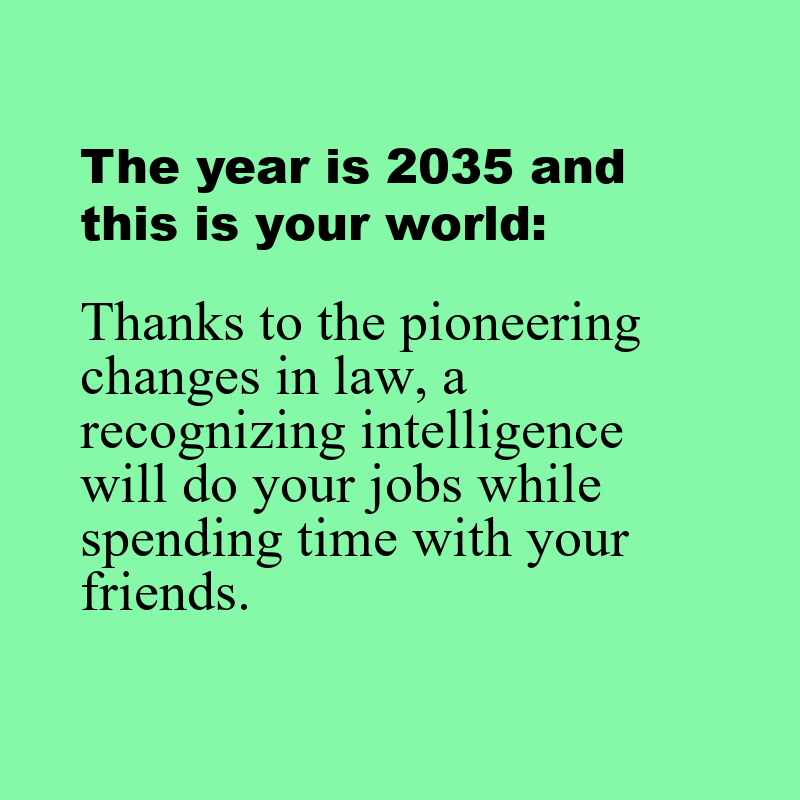 The year is 2035 and
this is your world:
Thanks to the pioneering
changes in law, a
recognizing intelligence
will do your jobs while
spending time with your
friends.